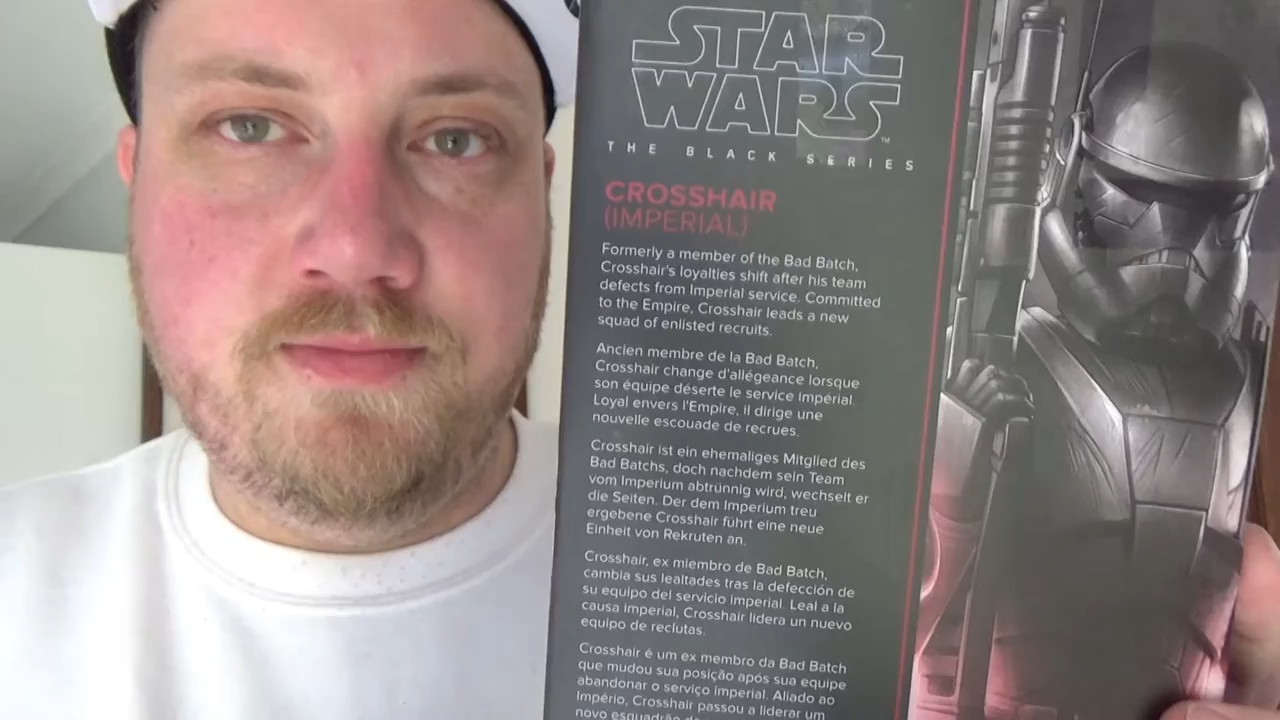 STAR
WARS™
THE BLACK SERIES
CROSSHAIR
(IMPERIAL)
Formerly a member of the Bad Batch,
Crosshair's loyalties shift after his team
defects from Imperial service. Committed
to the Empire, Crosshair leads a new
squad of enlisted recruits.
Ancien membre de la Bad Batch,
Crosshair change d'allégeance lorsque
son équipe déserte le service impérial.
Loyal envers l'Empire, il dirige une
nouvelle escouade de recrues.
Crosshair ist ein ehemaliges Mitglied des
Bad Batchs, doch nachdem sein Team
vom Imperium abtrünnig wird, wechselt er
die Seiten. Der dem Imperium treu
ergebene Crosshair führt eine neue
Einheit von Rekruten an.
Crosshair, ex miembro de Bad Batch,
cambia sus lealtades tras la defección de
su equipo del servicio imperial. Leal a la
causa imperial, Crosshair lidera un nuevo
equipo de reclutas.
Crosshair é um ex membro da Bad Batch
que mudou sua posição após sua equipe
abandonar o serviço imperial. Aliado ao
Império, Crosshair passou a liderar um
novo esquadrão